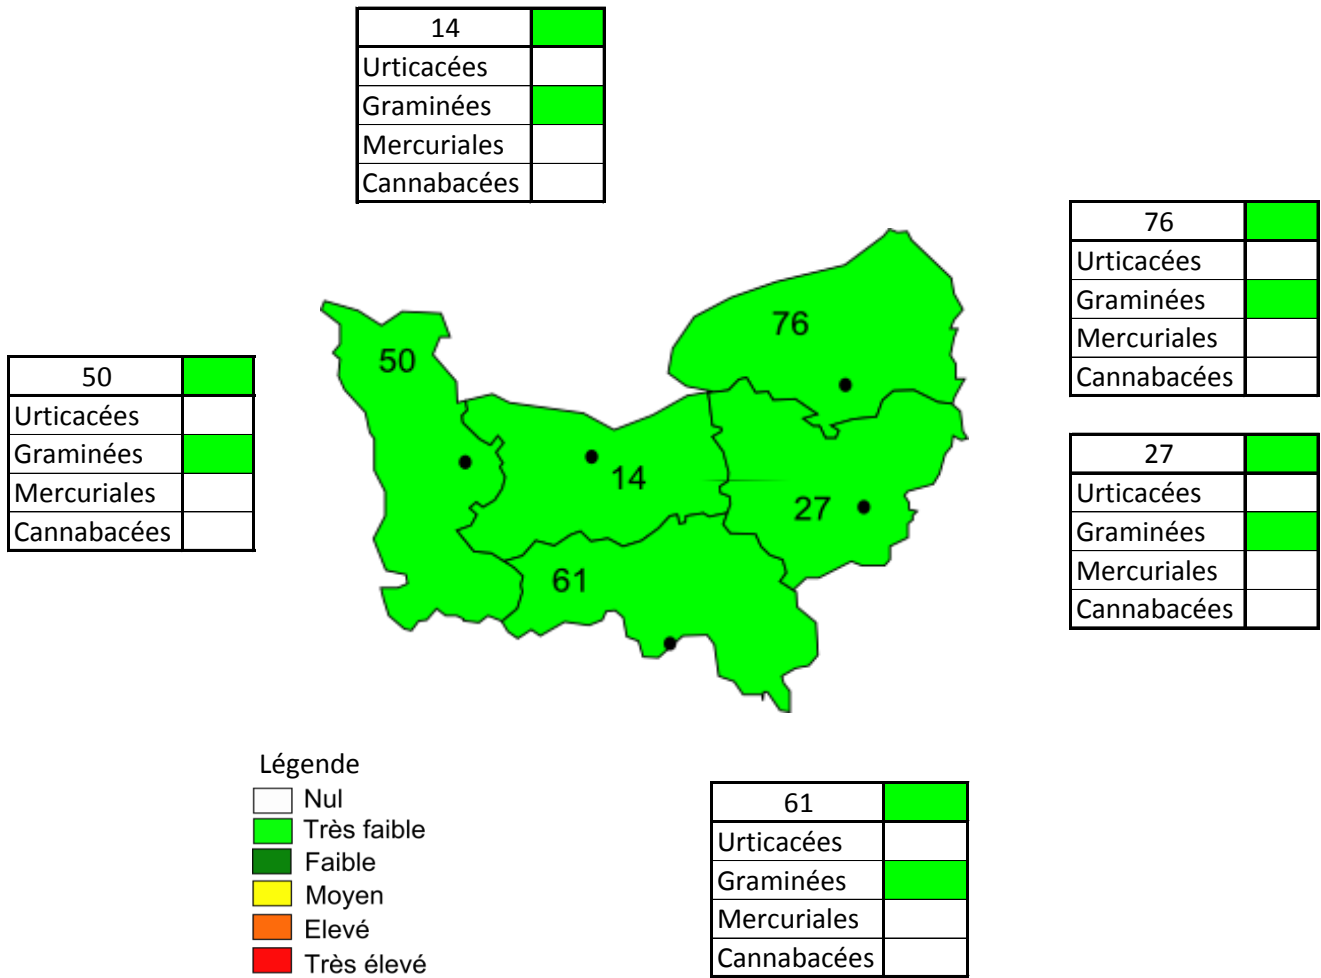 14
Urticacées
Graminées
Mercuriales
Cannabacées
76
Urticacées
Graminées
Mercuriales
Cannabacées
50
Urticacées
Graminées
Mercuriales
Cannabacées
76
50
14
27
61
27
Urticacées
Graminées
Mercuriales
Cannabacées
Légende
Nul
Très faible
Faible
Moyen
Elevé
Très élevé
61
Urticacées
Graminées
Mercuriales
Cannabacées